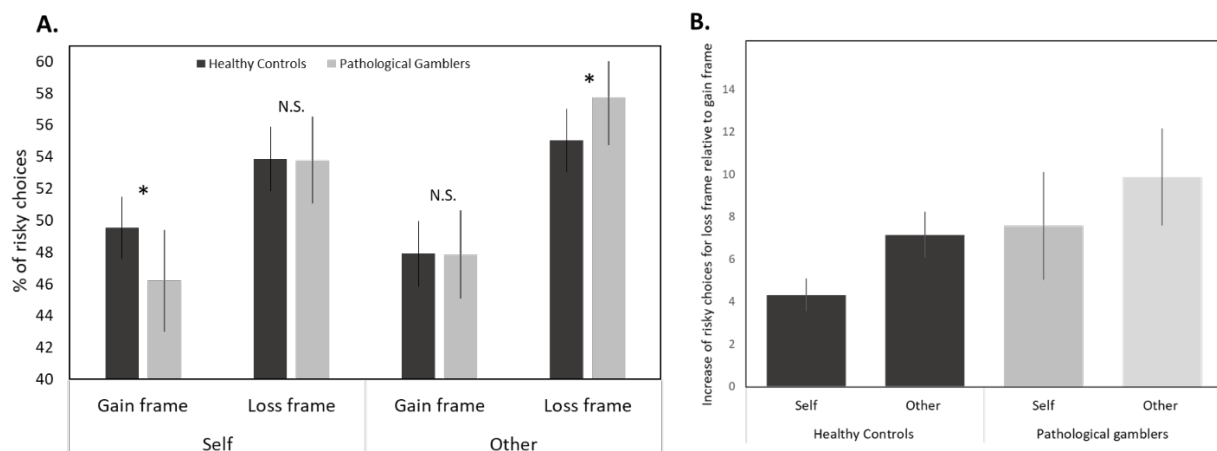 A.
% of risky choices
60
58
56
54
52
50
48
46
44
42
40
Healthy Controls Pathological Gamblers
*
N.S.
N.S.
*
Gain frame Loss frame Gain frame Loss frame
Self Other
B.
Increase of risky choices for loss frame relative to gain frame
14
12
10
8
6
4
2
0
Self Other Self Other
Healthy Controls Pathological gamblers